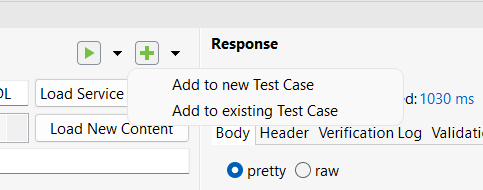 Response
Add to new Test Case
DL
Load Service
ed: 1030 ms
Add to existing Test Case
Load New Content
Body
Header
Verification Log
Validati
pretty
raw